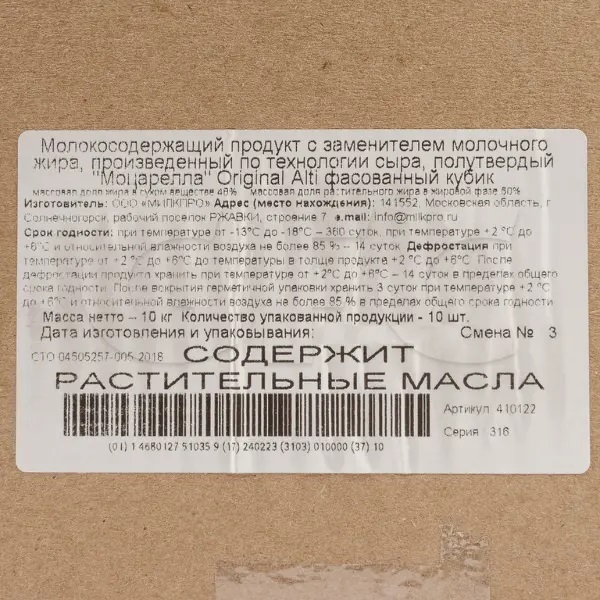 Молокосодержащий продукт с заменителем молочного
жира, произведенный по технологии сыра, полутвердый
"Моцарелла" Original Alti фасованный кубик
массовая доля жира в сухом веществе 48% массовая доля растительного жира в жировой фазе 80%
Изготовитель: ООО «МИЛКПРО» Адрес (место нахождения): 141552, Московская область, г
Солнечногорск, рабочий поселок РЖАВКИ, строение 7 e.mail: info@milkpro.ru
Срок годности: при температуре от -13°С до -18°С – 360 суток, при температуре +2 °С до
+6°С и относительной влажности воздуха не более 85 % – 14 суток Дефростация при
температуре от +2 °С до +6°С до температуры в толще продукта +2 °С до +6°С. После
дефростации продукта хранить при температуре от +2°С до +6°С – 14 суток в пределах общего
срока годности. После вскрытия герметичной упаковки хранить 3 суток при температуре +2 °С
до +6°С и относительной влажности воздуха не более 85 % в пределах общего срока годности
Масса нетто – 10 кг Количество упакованной продукции - 10 шт.
Дата изготовления и упаковывания: Смена № 3
СТО 04505257-005-2018
СОДЕРЖИТ
РАСТИТЕЛЬНЫЕ МАСЛА
Артикул: 410122
Серия: 316
(01) 1 4680127 51035 9 (17) 240223 (3103) 010000 (37) 10